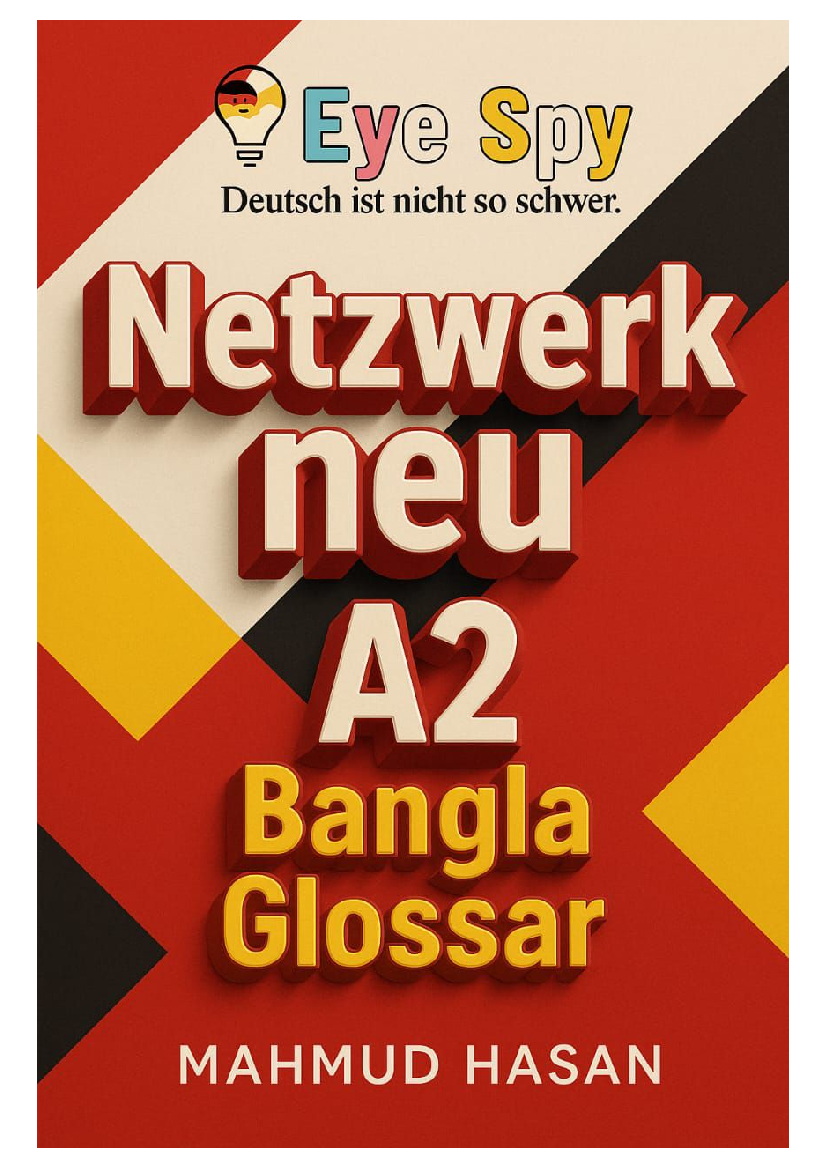 Eye Spy
Deutsch ist nicht so schwer.
Netzwerk
neu
A2
Bangla
Glossar
MAHMUD HASAN